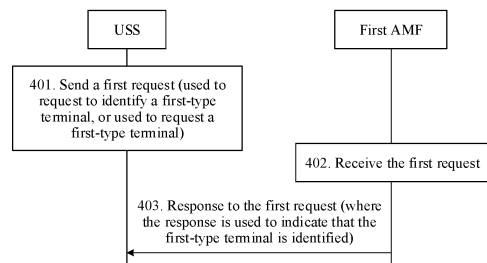 USS
First AMF
401. Send a first request (used to
request to identify a first-type
terminal, or used to request a
first-type terminal)
402. Receive the first request
403. Response to the first request (where
the response is used to indicate that the
first-type terminal is identified)